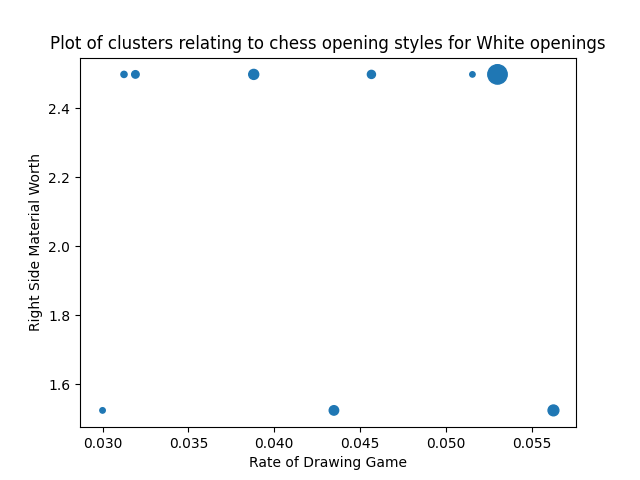 Plot of clusters relating to chess opening styles for White openings
2.4
2.2
2.0
1.8
1.6
Right Side Material Worth
0.030 0.035 0.040 0.045 0.050 0.055
Rate of Drawing Game